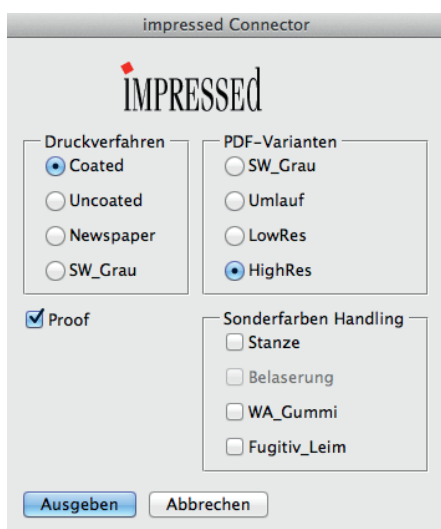 impressed Connector
impressed
Druckverfahren
Coated
Uncoated
Newspaper
SW_Grau
PDF-Varianten
SW_Grau
Umlauf
LowRes
HighRes
Proof
Sonderfarben Handling
Stanze
Belaserung
WA_Gummi
Fugitiv_Leim
Ausgeben Abbrechen